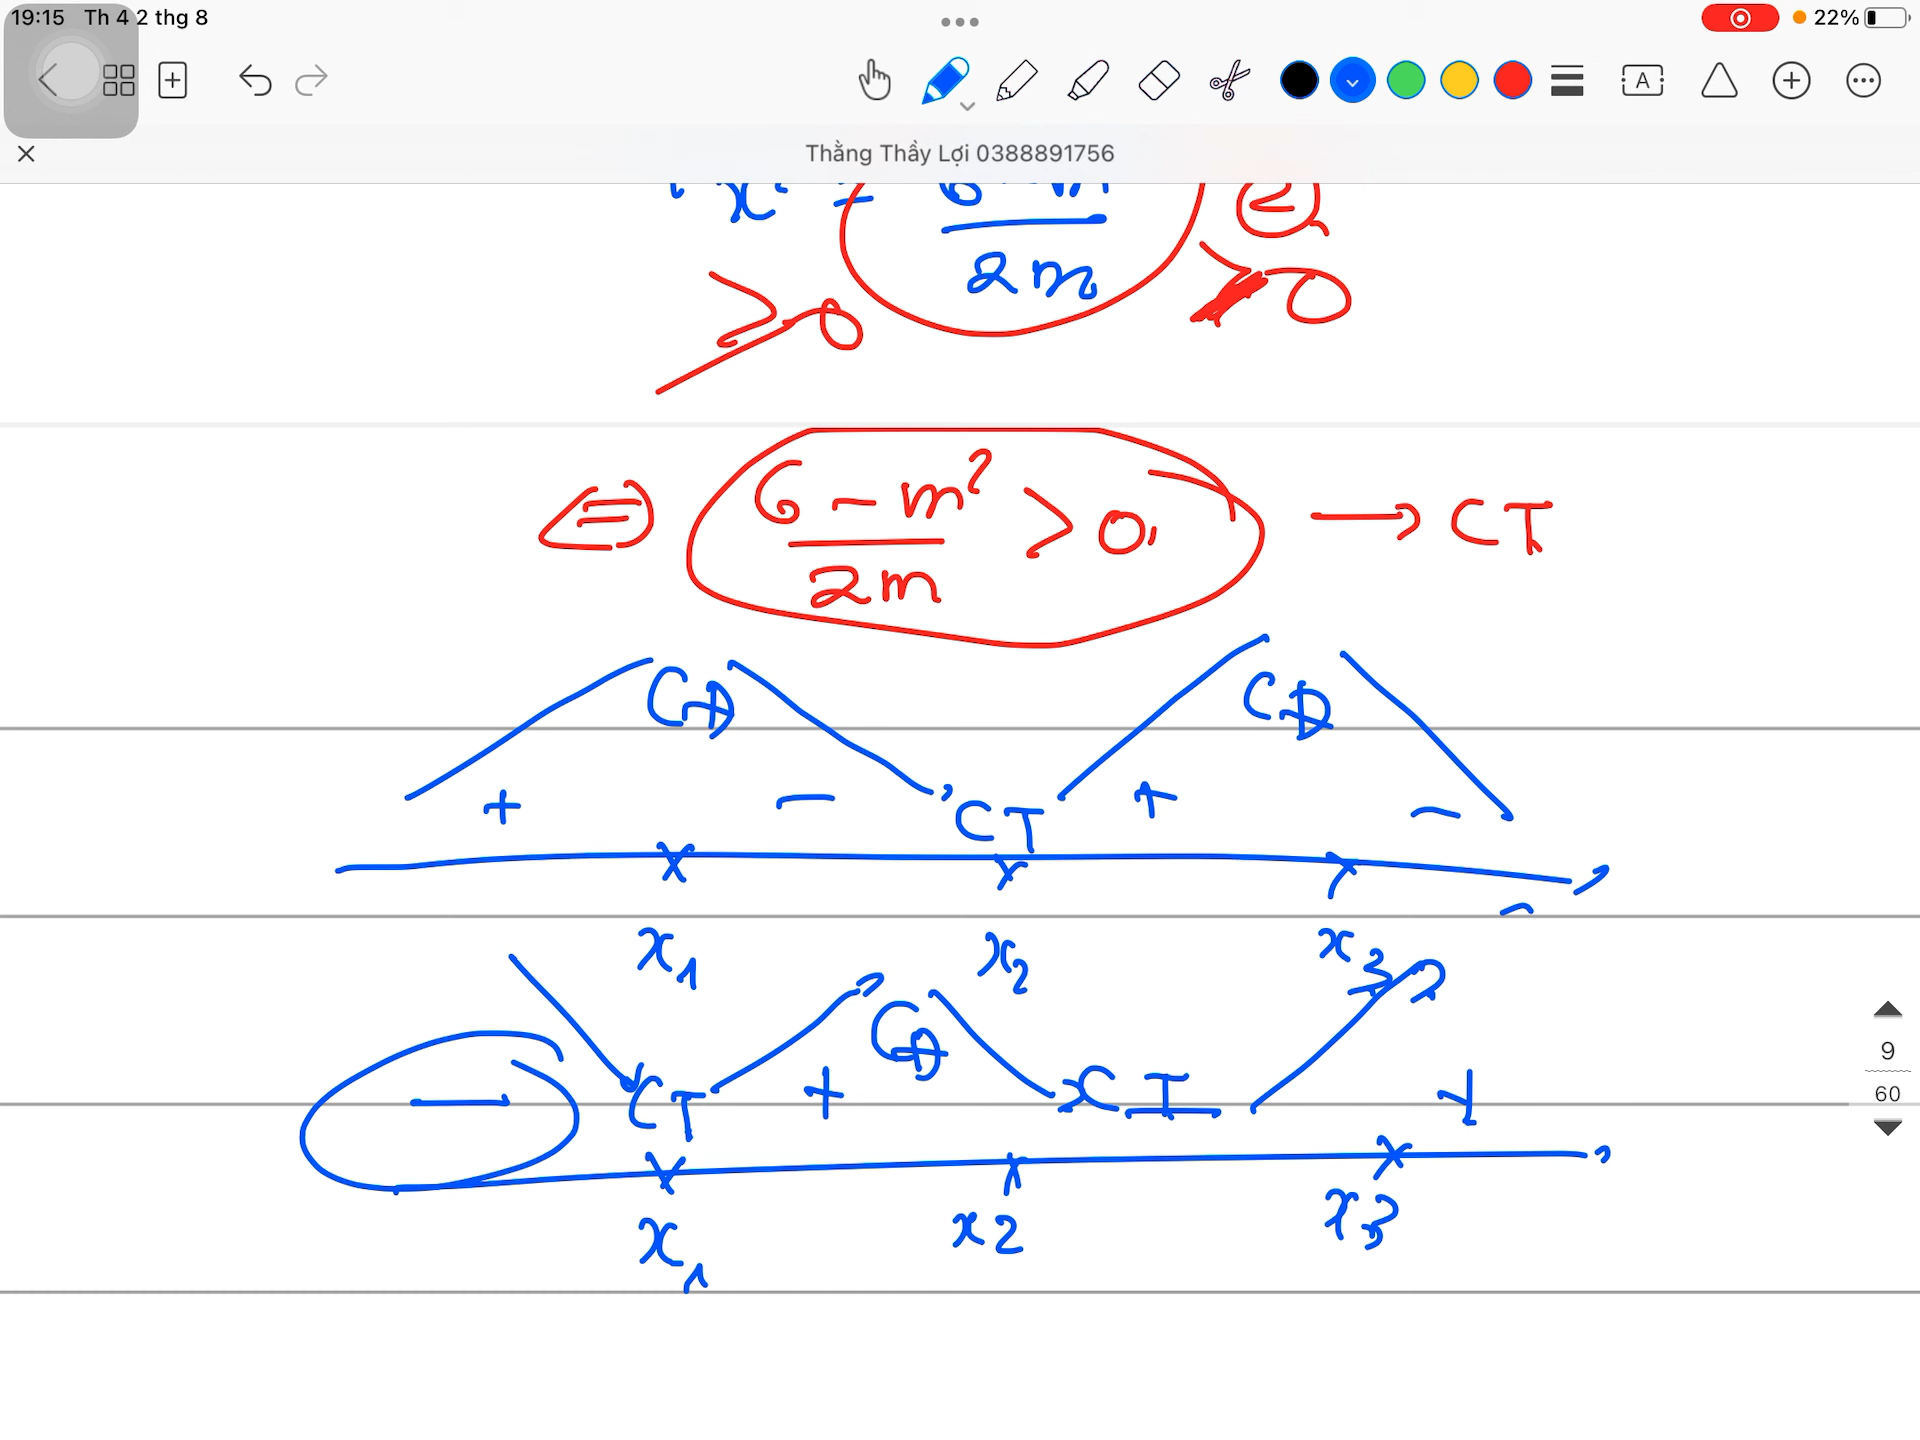 19:15 Th 4 2 thg 8
22%
A
Thằng Thầy Lợi 0388891756
2m
> 0
> 0
⇔ 6 - m² / 2m > 0 → CT
CĐ CĐ
+ - CT + -
x1 x2 x3
CĐ
- CT + CT +
x1 x2 x3
9
60